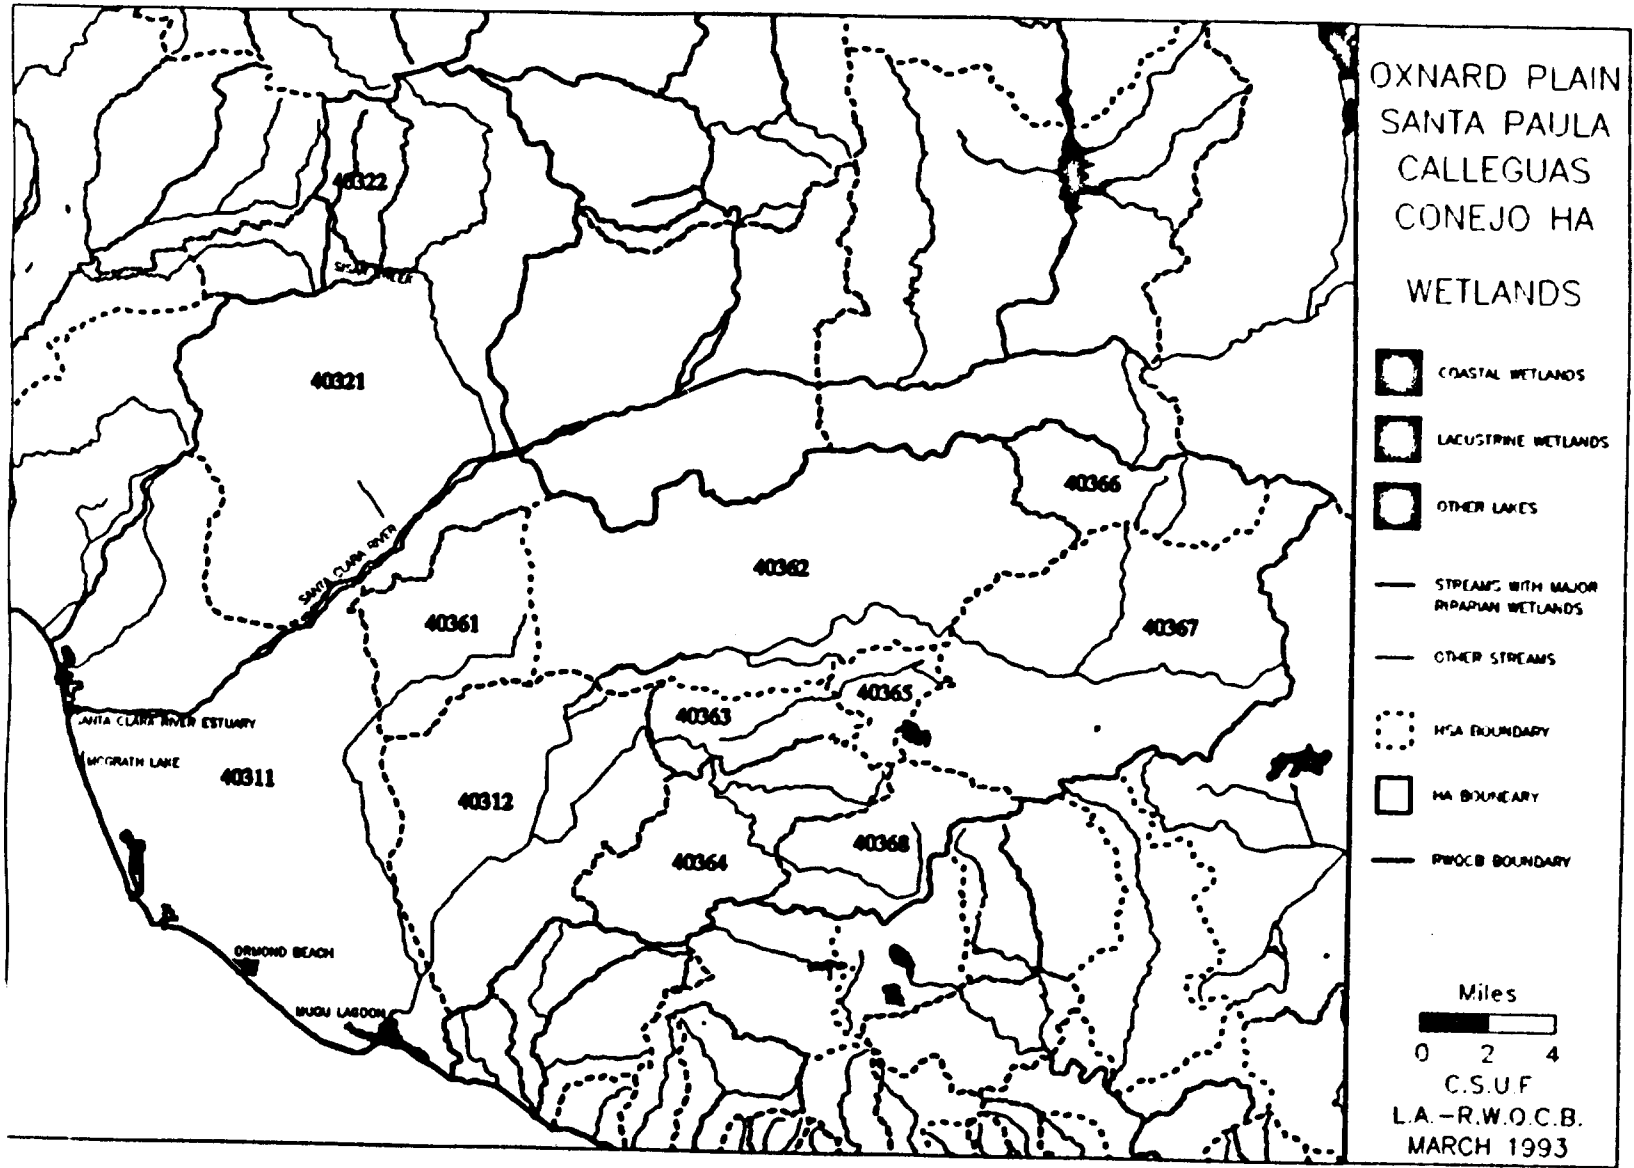 40322
SISAR CREEK
40321
SANTA CLARA RIVER
40366
40362
40361
40367
40365
40363
SANTA CLARA RIVER ESTUARY
MCGRATH LAKE
40311
40312
40368
40364
ORMOND BEACH
MUGU LAGOON
OXNARD PLAIN
SANTA PAULA
CALLEGUAS
CONEJO HA
WETLANDS
COASTAL WETLANDS
LACUSTRINE WETLANDS
OTHER LAKES
STREAMS WITH MAJOR
RIPARIAN WETLANDS
OTHER STREAMS
HSA BOUNDARY
HA BOUNDARY
RWQCB BOUNDARY
Miles
0 2 4
C.S.U.F
L.A.-R.W.Q.C.B.
MARCH 1993